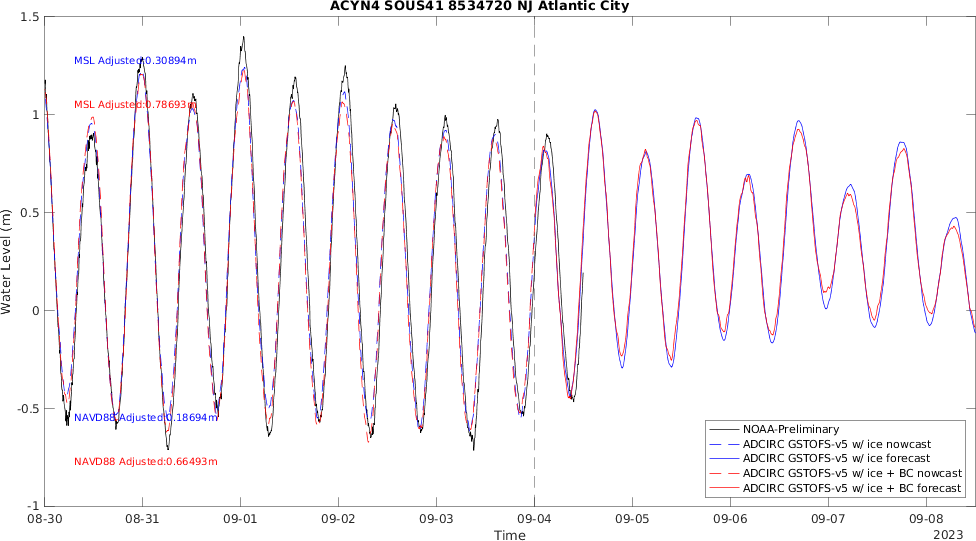 ACYN4 SOUS41 8534720 NJ Atlantic City
1.5
1
0.5
0
-0.5
-1
Water Level (m)
MSL Adjusted:0.30894m
MSL Adjusted:0.78693m
NAVD88 Adjusted:0.18694m
NAVD88 Adjusted:0.66493m
NOAA-Preliminary
ADCIRC GSTOFS-v5 w/ ice nowcast
ADCIRC GSTOFS-v5 w/ ice forecast
ADCIRC GSTOFS-v5 w/ ice + BC nowcast
ADCIRC GSTOFS-v5 w/ ice + BC forecast
08-30 08-31 09-01 09-02 09-03 09-04 09-05 09-06 09-07 09-08
Time
2023